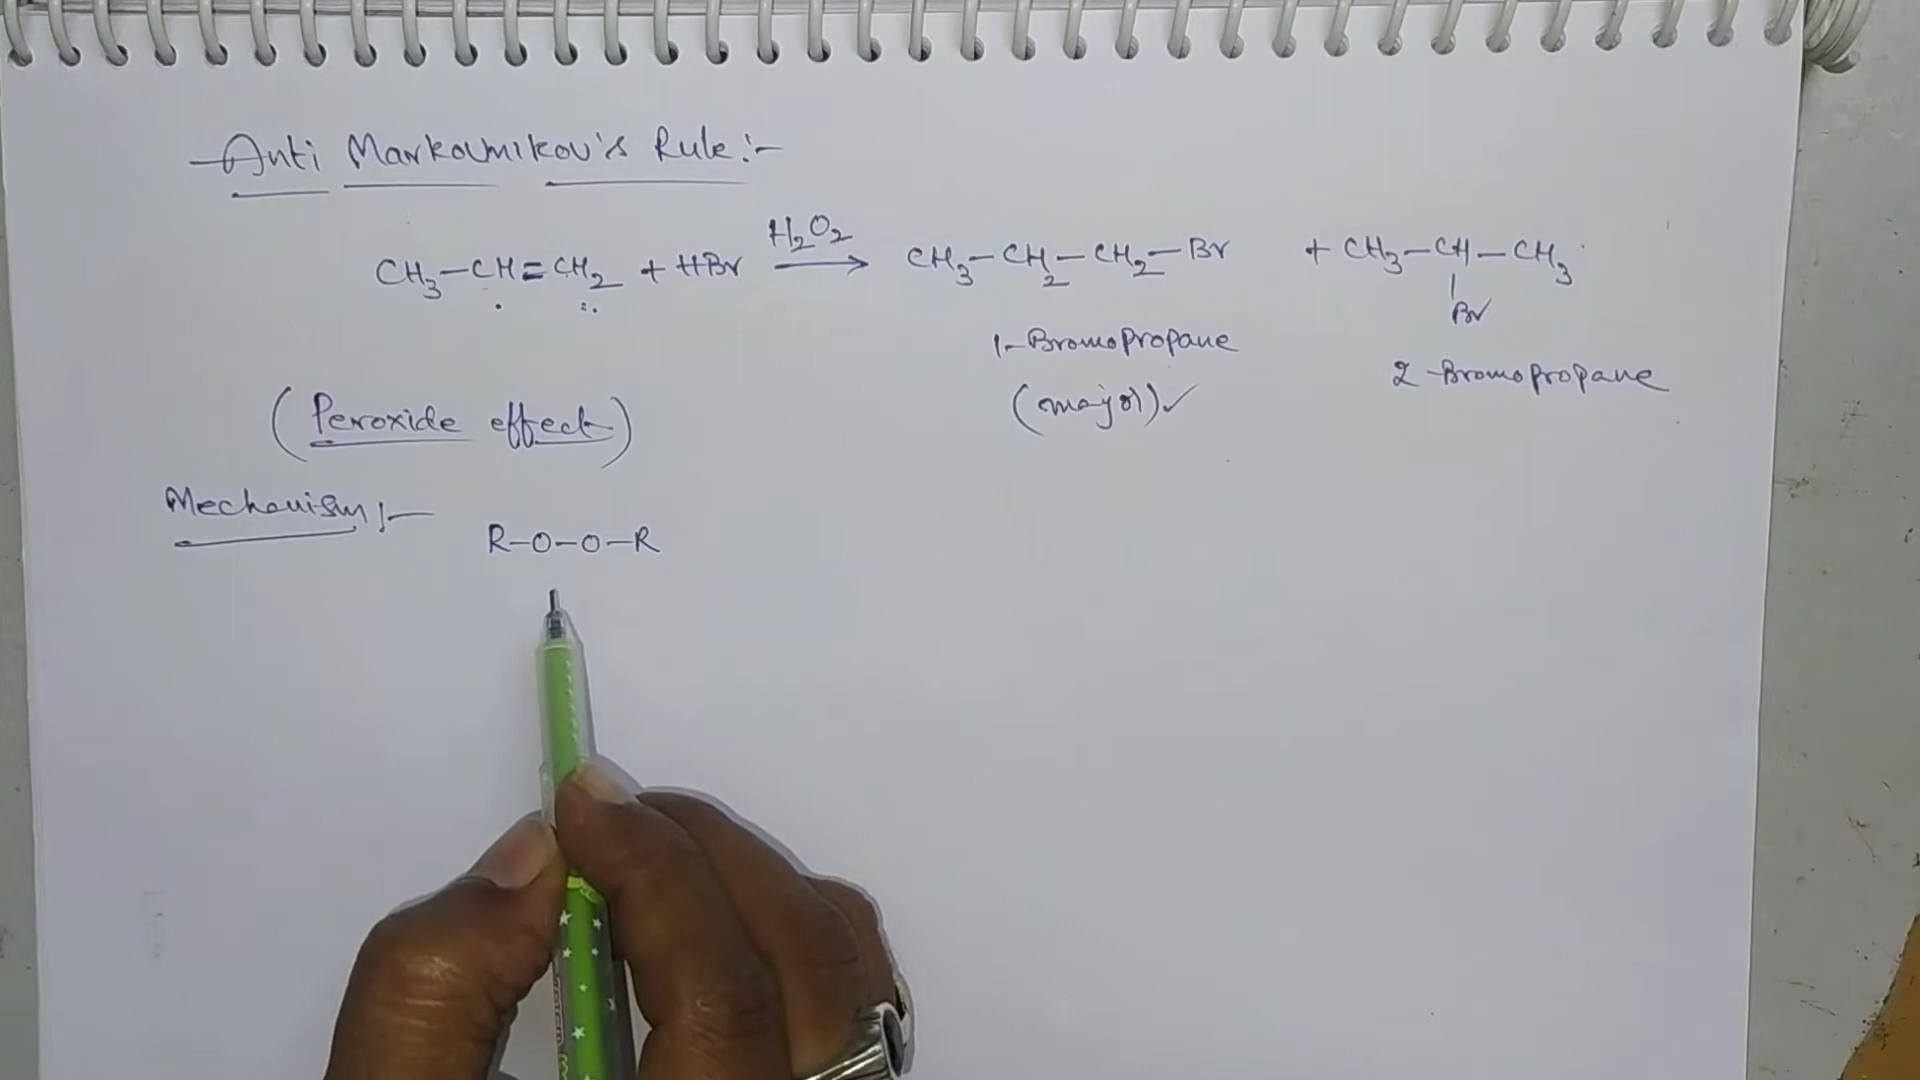 Anti Markovnikov's Rule:-
H2O2
CH3-CH=CH2 + HBr → CH3-CH2-CH2-Br + CH3-CH-CH3
Br
1-Bromopropane
2-Bromopropane
(major)✓
(Peroxide effect)
Mechanism:-
R-O-O-R